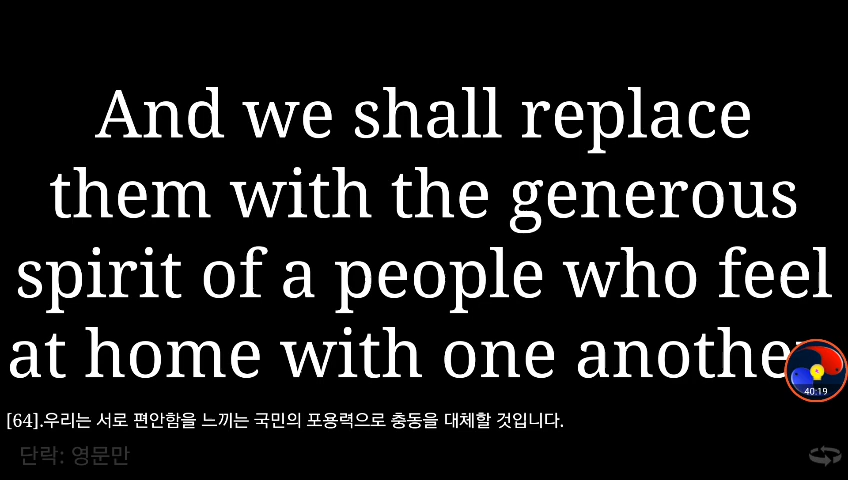 And we shall replace
them with the generous
spirit of a people who feel
at home with one another
40:19
[64].우리는 서로 편안함을 느끼는 국민의 포용력으로 충동을 대체할 것입니다.
단락: 영문만